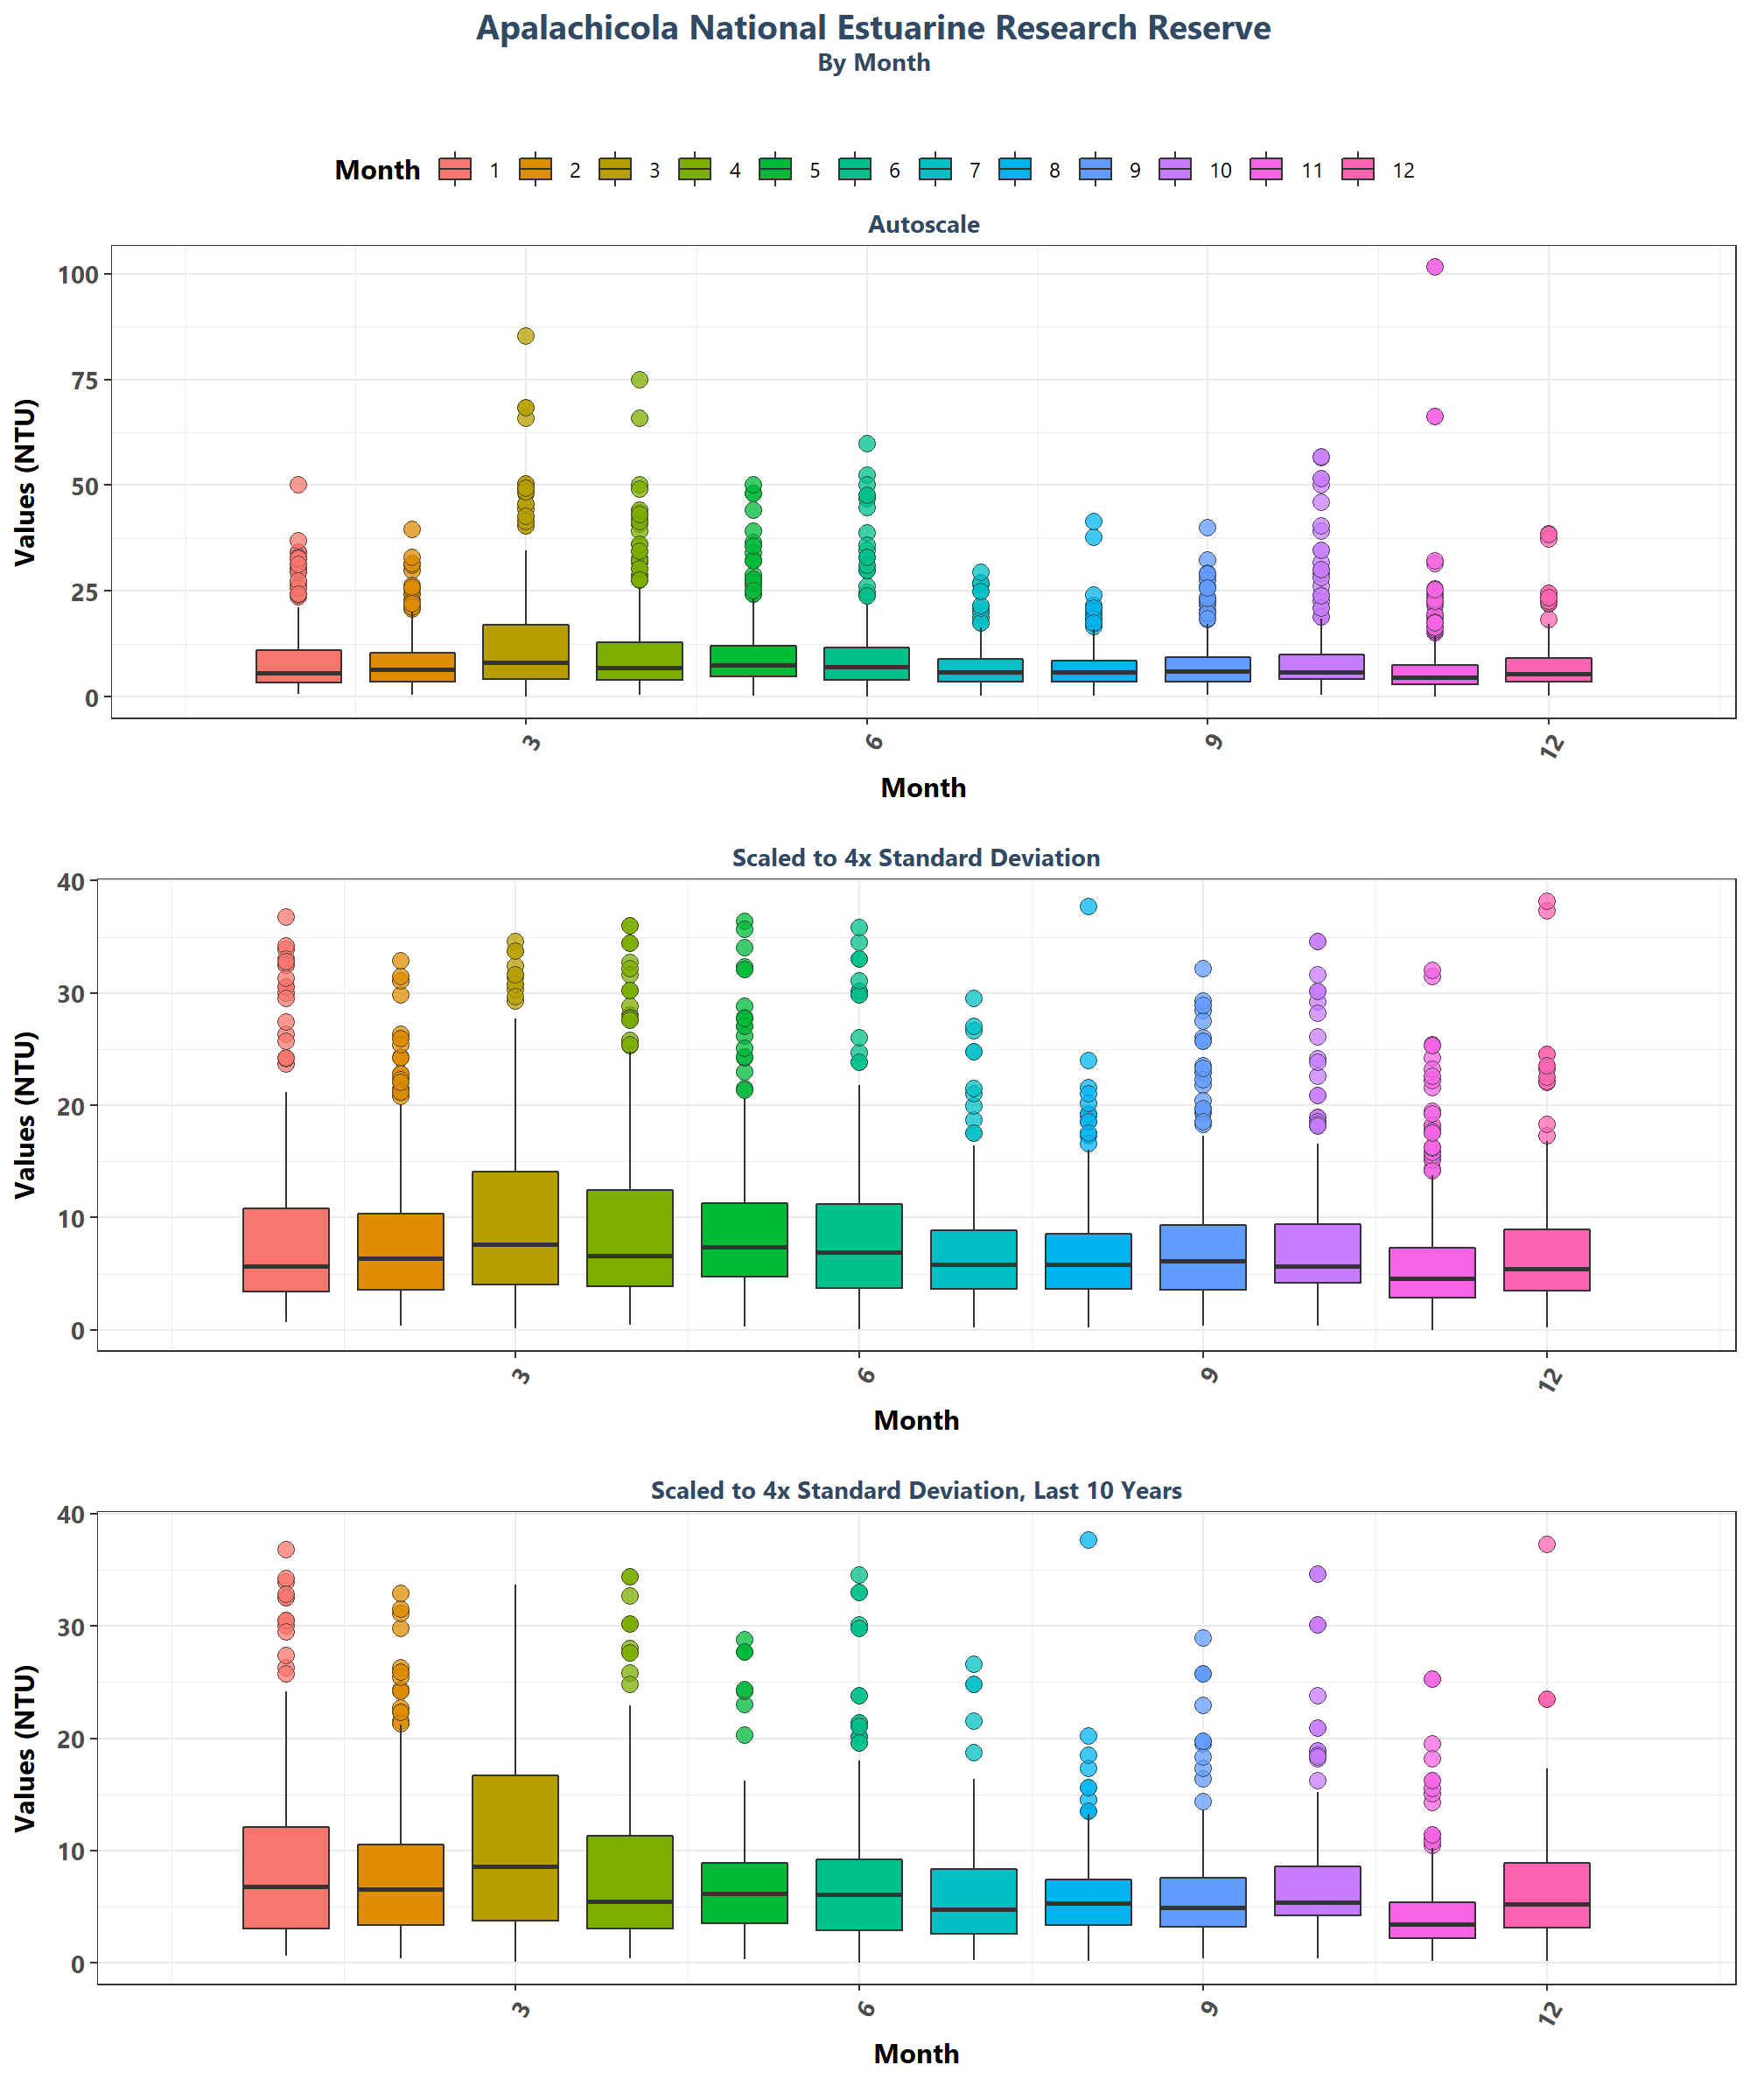 Apalachicola National Estuarine Research Reserve
By Month
Month 1 2 3 4 5 6 7 8 9 10 11 12
Autoscale
Values (NTU)
100
75
50
25
0
3 6 9 12
Month
Scaled to 4x Standard Deviation
Values (NTU)
40
30
20
10
0
3 6 9 12
Month
Scaled to 4x Standard Deviation, Last 10 Years
Values (NTU)
40
30
20
10
0
3 6 9 12
Month